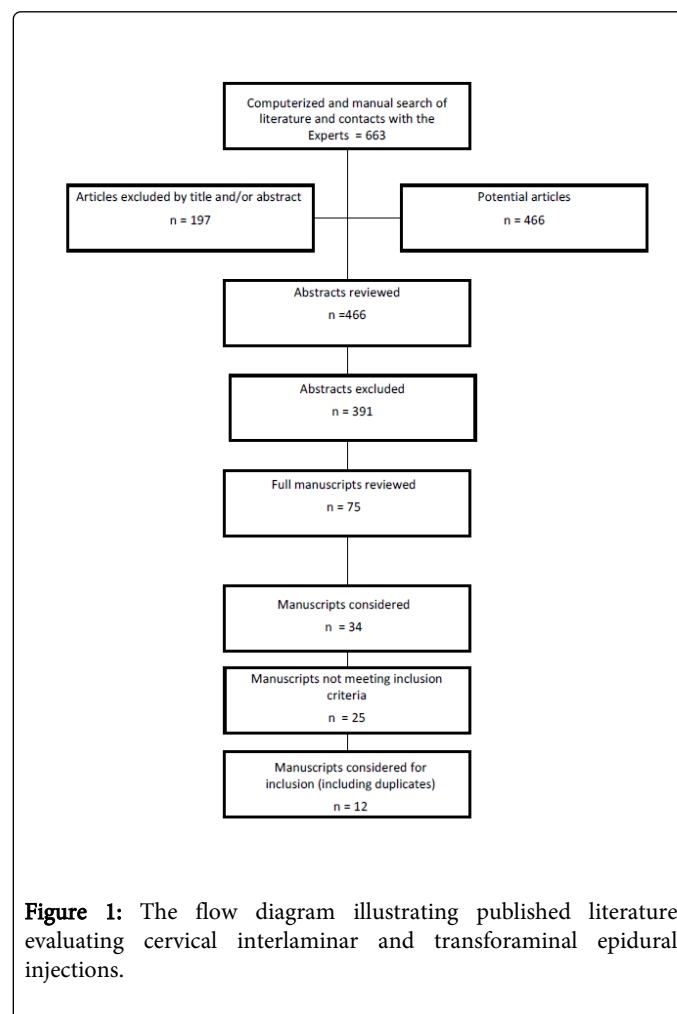 Computerized and manual search of
literature and contacts with the
Experts = 663
Articles excluded by title and/or abstract
n = 197
Potential articles
n = 466
Abstracts reviewed
n =466
Abstracts excluded
n = 391
Full manuscripts reviewed
n = 75
Manuscripts considered
n = 34
Manuscripts not meeting inclusion
criteria
n = 25
Manuscripts considered for
inclusion (including duplicates)
n = 12
Figure 1: The flow diagram illustrating published literature
evaluating cervical interlaminar and transforaminal epidural
injections.